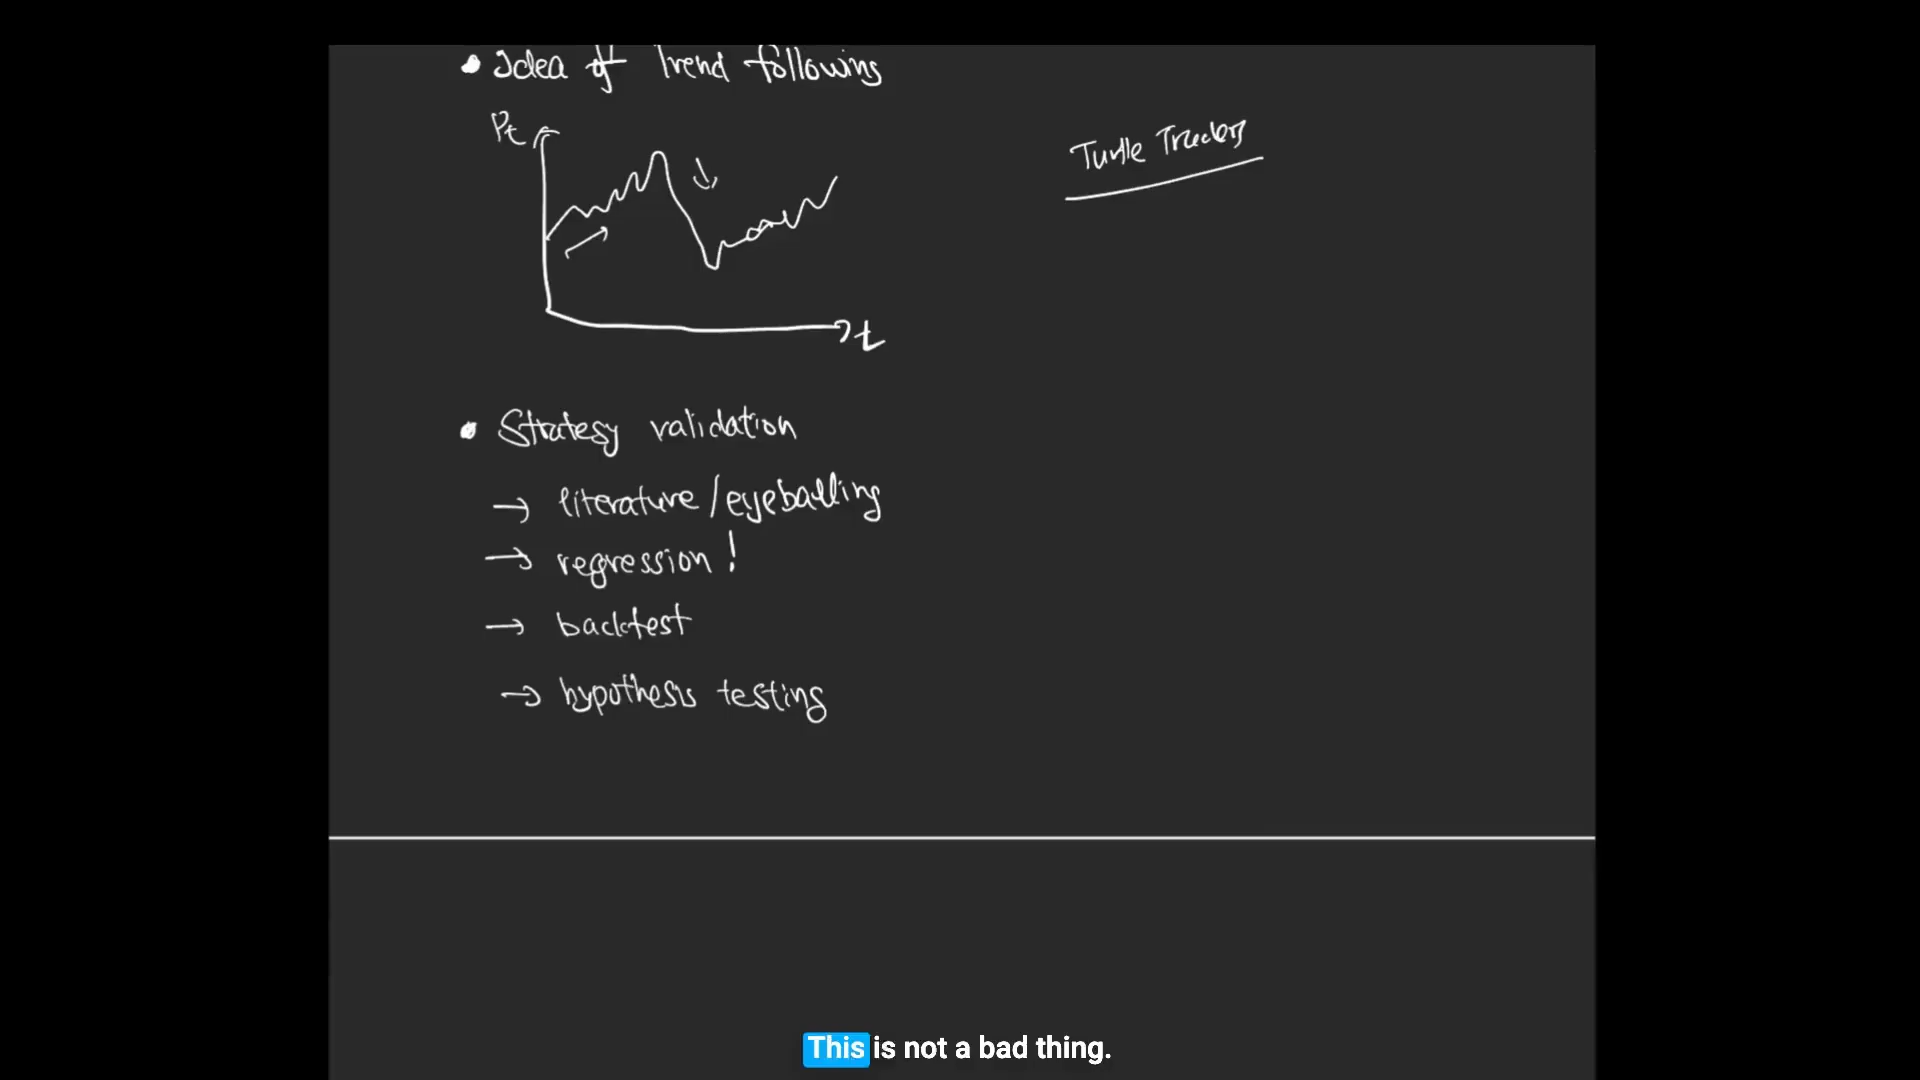 • Idea of Trend following
Pt
Turtle Traders
t
• Strategy validation
→ literature/eyeballing
→ regression!
→ backtest
→ hypothesis testing
This is not a bad thing.